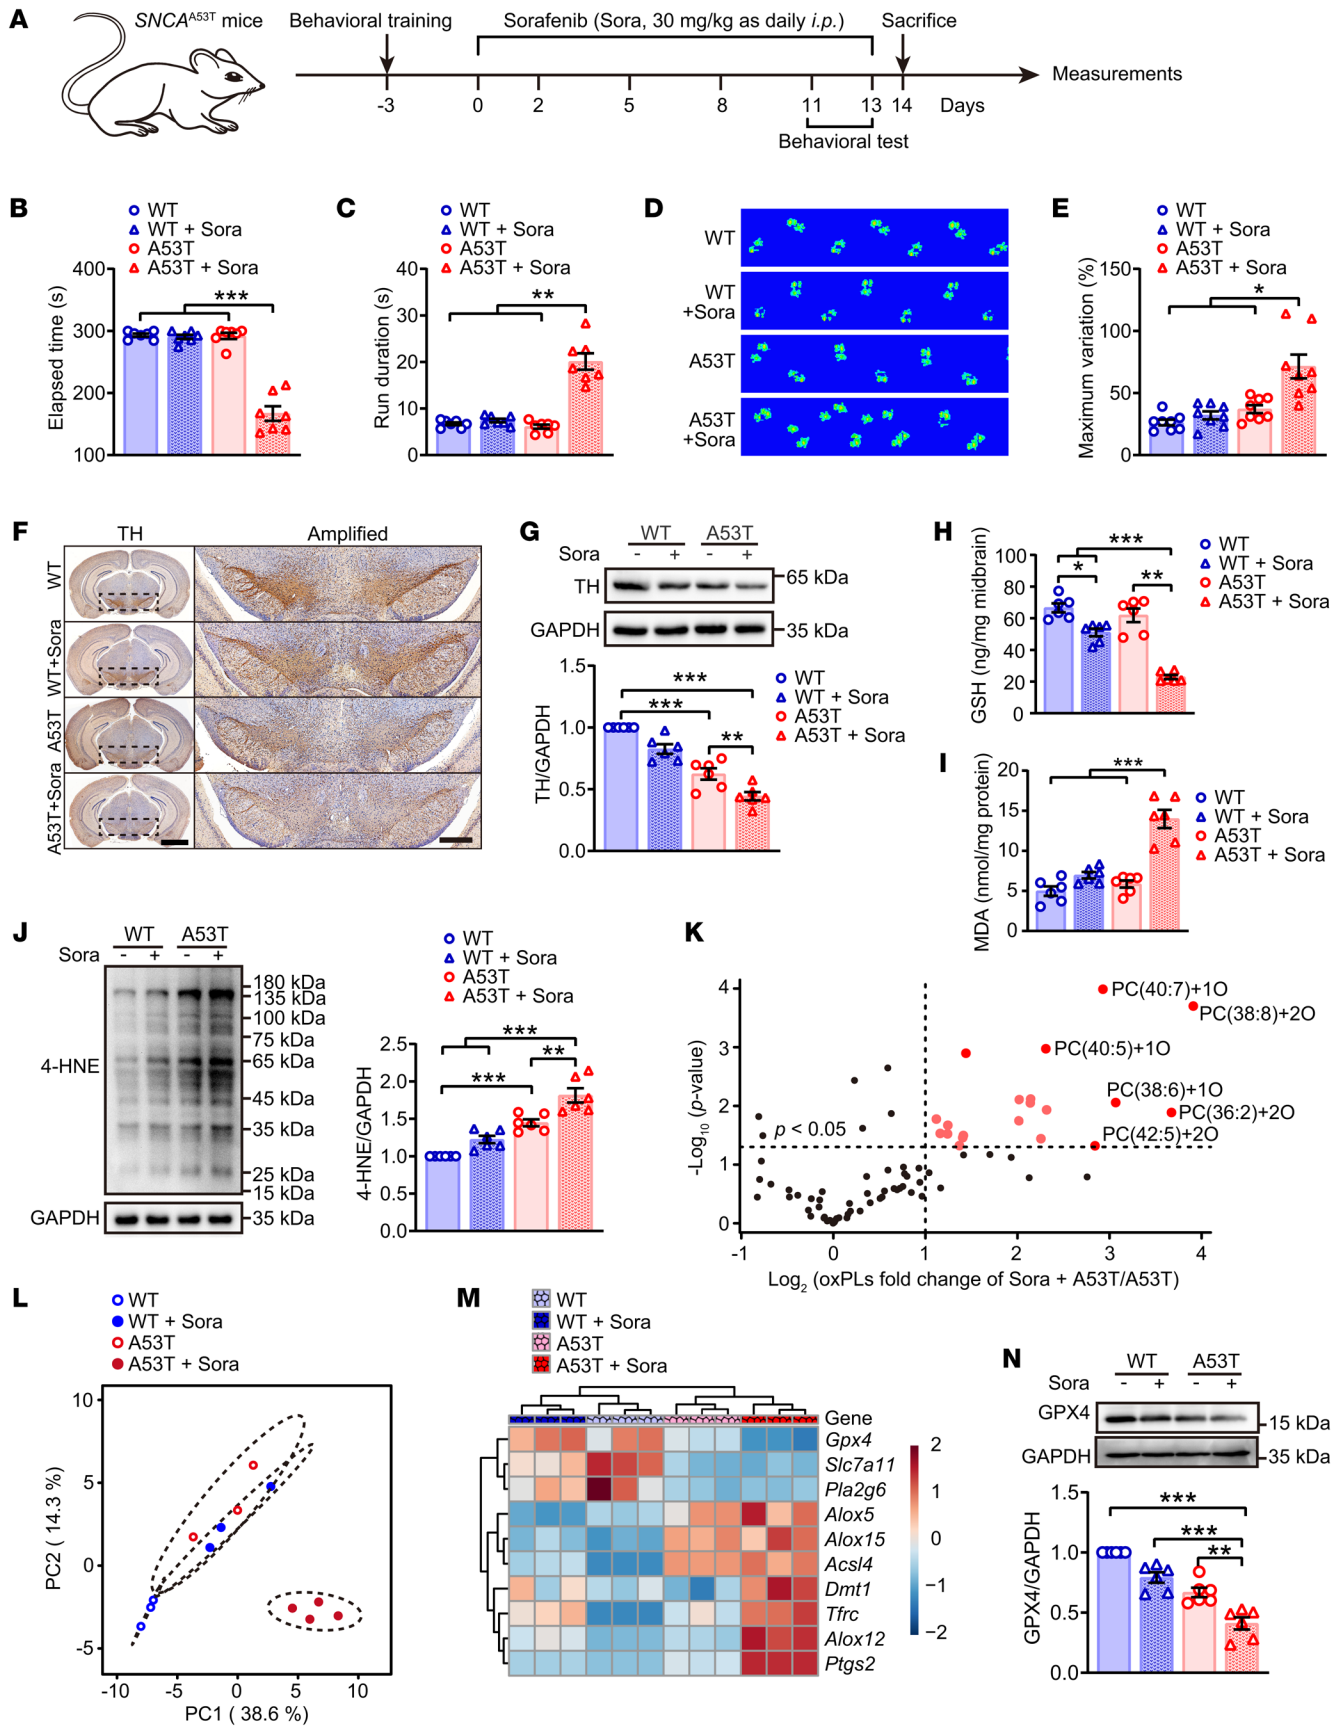 A
SNCA^A53T mice
Behavioral training
Sorafenib (Sora, 30 mg/kg as daily i.p.)
Sacrifice
Measurements
-3
0
2
5
8
11
13
14
Days
Behavioral test
B
WT
WT + Sora
A53T
A53T + Sora
Elapsed time (s)
400
300
200
100
***
C
WT
WT + Sora
A53T
A53T + Sora
Run duration (s)
40
30
20
10
0
**
D
WT
WT
+Sora
A53T
A53T
+Sora
E
WT
WT + Sora
A53T
A53T + Sora
Maximum variation (%)
150
100
50
0
*
F
TH
Amplified
WT
WT+Sora
A53T
A53T+Sora
G
WT
A53T
Sora
-
+
-
+
TH
65 kDa
GAPDH
35 kDa
TH/GAPDH
1.5
1.0
0.5
0.0
***
***
**
WT
WT + Sora
A53T
A53T + Sora
H
GSH (ng/mg midbrain)
100
80
60
40
20
0
***
*
**
WT
WT + Sora
A53T
A53T + Sora
I
MDA (nmol/mg protein)
20
15
10
5
0
***
WT
WT + Sora
A53T
A53T + Sora
J
WT
A53T
Sora
-
+
-
+
4-HNE
180 kDa
135 kDa
100 kDa
75 kDa
65 kDa
45 kDa
35 kDa
25 kDa
15 kDa
GAPDH
35 kDa
WT
WT + Sora
A53T
A53T + Sora
4-HNE/GAPDH
2.5
2.0
1.5
1.0
0.5
0.0
***
**
***
K
-Log10 (p-value)
4
3
2
1
0
PC(40:7)+1O
PC(38:8)+2O
PC(40:5)+1O
PC(38:6)+1O
PC(36:2)+2O
PC(42:5)+2O
p < 0.05
-1
0
1
2
3
4
Log2 (oxPLs fold change of Sora + A53T/A53T)
L
WT
WT + Sora
A53T
A53T + Sora
PC2 ( 14.3 %)
10
5
0
-5
-10
-5
0
5
10
PC1 ( 38.6 %)
M
WT
WT + Sora
A53T
A53T + Sora
Gene
Gpx4
Slc7a11
Pla2g6
Alox5
Alox15
Acsl4
Dmt1
Tfrc
Alox12
Ptgs2
2
1
0
−1
−2
N
WT
A53T
Sora
-
+
-
+
GPX4
15 kDa
GAPDH
35 kDa
GPX4/GAPDH
1.5
1.0
0.5
0.0
***
***
**